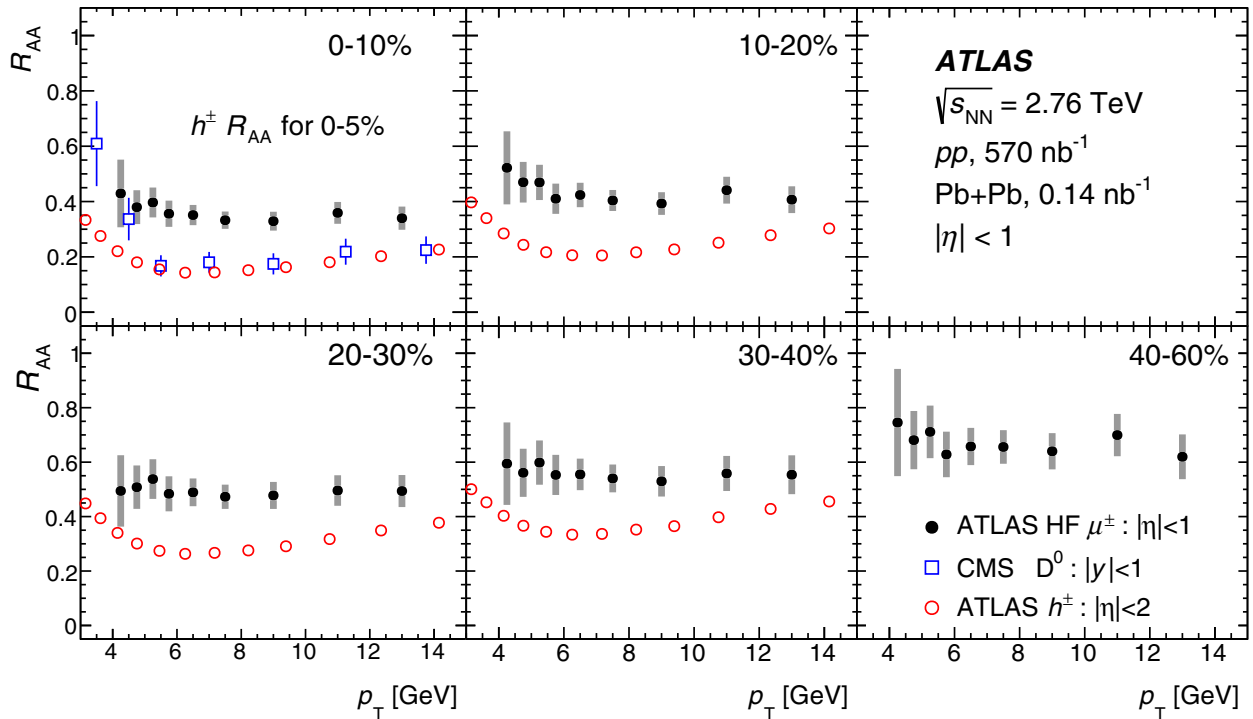 R_AA
1
0.8
0.6
0.4
0.2
0
0-10%
h± R_AA for 0-5%
10-20%
ATLAS
√s_NN = 2.76 TeV
pp, 570 nb⁻¹
Pb+Pb, 0.14 nb⁻¹
|η| < 1
R_AA
1
0.8
0.6
0.4
0.2
0
20-30%
30-40%
40-60%
ATLAS HF μ± : |η|<1
CMS D⁰ : |y|<1
ATLAS h± : |η|<2
4 6 8 10 12 14
4 6 8 10 12 14
4 6 8 10 12 14
p_T [GeV]
p_T [GeV]
p_T [GeV]